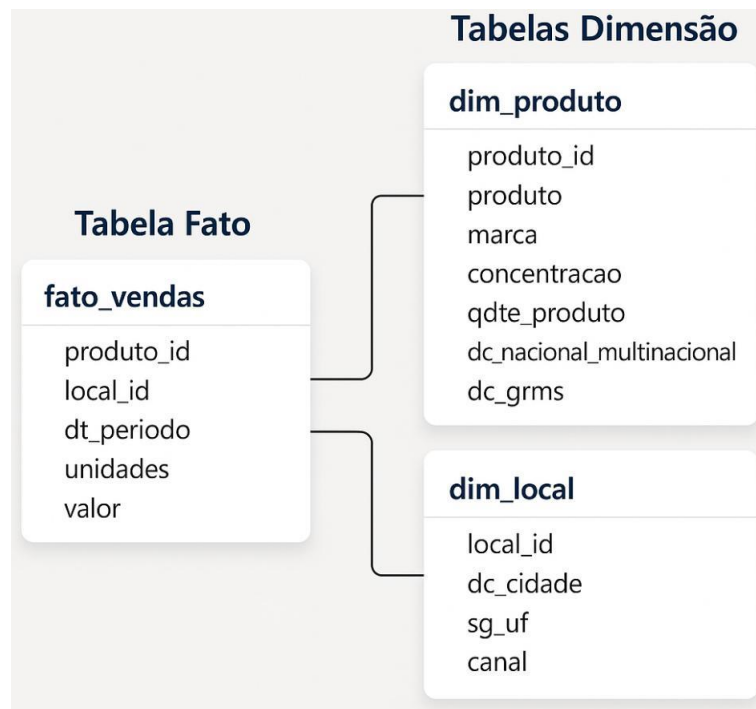 Tabela Fato
fato_vendas
produto_id
local_id
dt_periodo
unidades
valor
Tabelas Dimensão
dim_produto
produto_id
produto
marca
concentracao
qdte_produto
dc_nacional_multinacional
dc_grms
dim_local
local_id
dc_cidade
sg_uf
canal